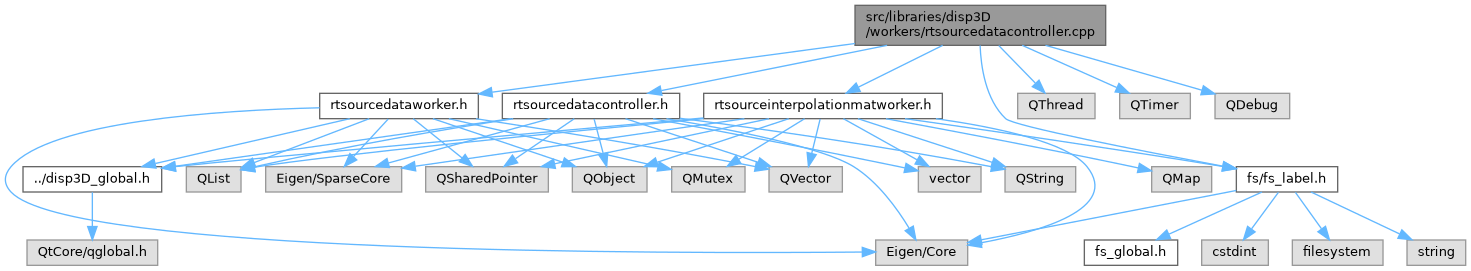 src/libraries/disp3D
/workers/rtsourcedatacontroller.cpp
rtsourcedataworker.h
rtsourcedatacontroller.h
rtsourceinterpolationmatworker.h
QThread
QTimer
QDebug
../disp3D_global.h
QList
Eigen/SparseCore
QSharedPointer
QObject
QMutex
QVector
vector
QString
QMap
fs/fs_label.h
QtCore/qglobal.h
Eigen/Core
fs_global.h
cstdint
filesystem
string